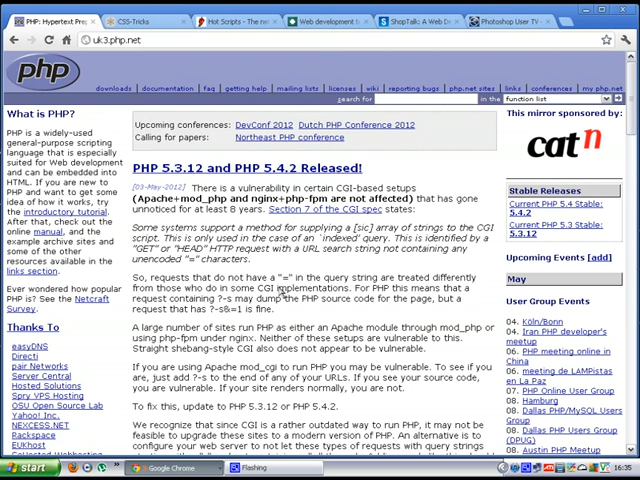 PHP: Hypertext Prep
CSS-Tricks
Hot Scripts - The ne
Web development t
ShopTalk: A Web D
Photoshop User TV -
uk3.php.net
php
downloads | documentation | faq | getting help | mailing lists | licenses | wiki | reporting bugs | php.net sites | links | conferences | my php.net
search for in the function list
What is PHP?
PHP is a widely-used
general-purpose scripting
language that is especially
suited for Web development
and can be embedded into
HTML. If you are new to
PHP and want to get some
idea of how it works, try
the introductory tutorial.
After that, check out the
online manual, and the
example archive sites and
some of the other
resources available in the
links section.
Ever wondered how popular
PHP is? See the Netcraft
Survey.
Thanks To
easyDNS
Directi
pair Networks
Server Central
Hosted Solutions
Spry VPS Hosting
OSU Open Source Lab
Yahoo! Inc.
NEXCESS.NET
Rackspace
EUKhost
Upcoming conferences: DevConf 2012 Dutch PHP Conference 2012
Calling for papers: Northeast PHP conference
PHP 5.3.12 and PHP 5.4.2 Released!
[03-May-2012] There is a vulnerability in certain CGI-based setups
(Apache+mod_php and nginx+php-fpm are not affected) that has gone
unnoticed for at least 8 years. Section 7 of the CGI spec states:
Some systems support a method for supplying a [sic] array of strings to the CGI
script. This is only used in the case of an `indexed' query. This is identified by a
"GET" or "HEAD" HTTP request with a URL search string not containing any
unencoded "=" characters.
So, requests that do not have a "=" in the query string are treated differently
from those who do in some CGI implementations. For PHP this means that a
request containing ?-s may dump the PHP source code for the page, but a
request that has ?-s&=1 is fine.
A large number of sites run PHP as either an Apache module through mod_php or
using php-fpm under nginx. Neither of these setups are vulnerable to this.
Straight shebang-style CGI also does not appear to be vulnerable.
If you are using Apache mod_cgi to run PHP you may be vulnerable. To see if you
are, just add ?-s to the end of any of your URLs. If you see your source code,
you are vulnerable. If your site renders normally, you are not.
To fix this, update to PHP 5.3.12 or PHP 5.4.2.
We recognize that since CGI is a rather outdated way to run PHP, it may not be
feasible to upgrade these sites to a modern version of PHP. An alternative is to
configure your web server to not let these types of requests with query strings
This mirror sponsored by:
catn
Stable Releases
Current PHP 5.4 Stable:
5.4.2
Current PHP 5.3 Stable:
5.3.12
Upcoming Events [add]
May
User Group Events
04. Köln/Bonn
04. Iran PHP developer's
meetup
06. PHP meeting online in
China
06. meeting de LAMPistas
en La Paz
07. PHP Online User Group
08. Hamburg
08. Dallas PHP/MySQL Users
Group
08. Dallas PHP Users Group
(DPUG)
10. Austin PHP Meetup
start
Google Chrome
Flashing
16:35